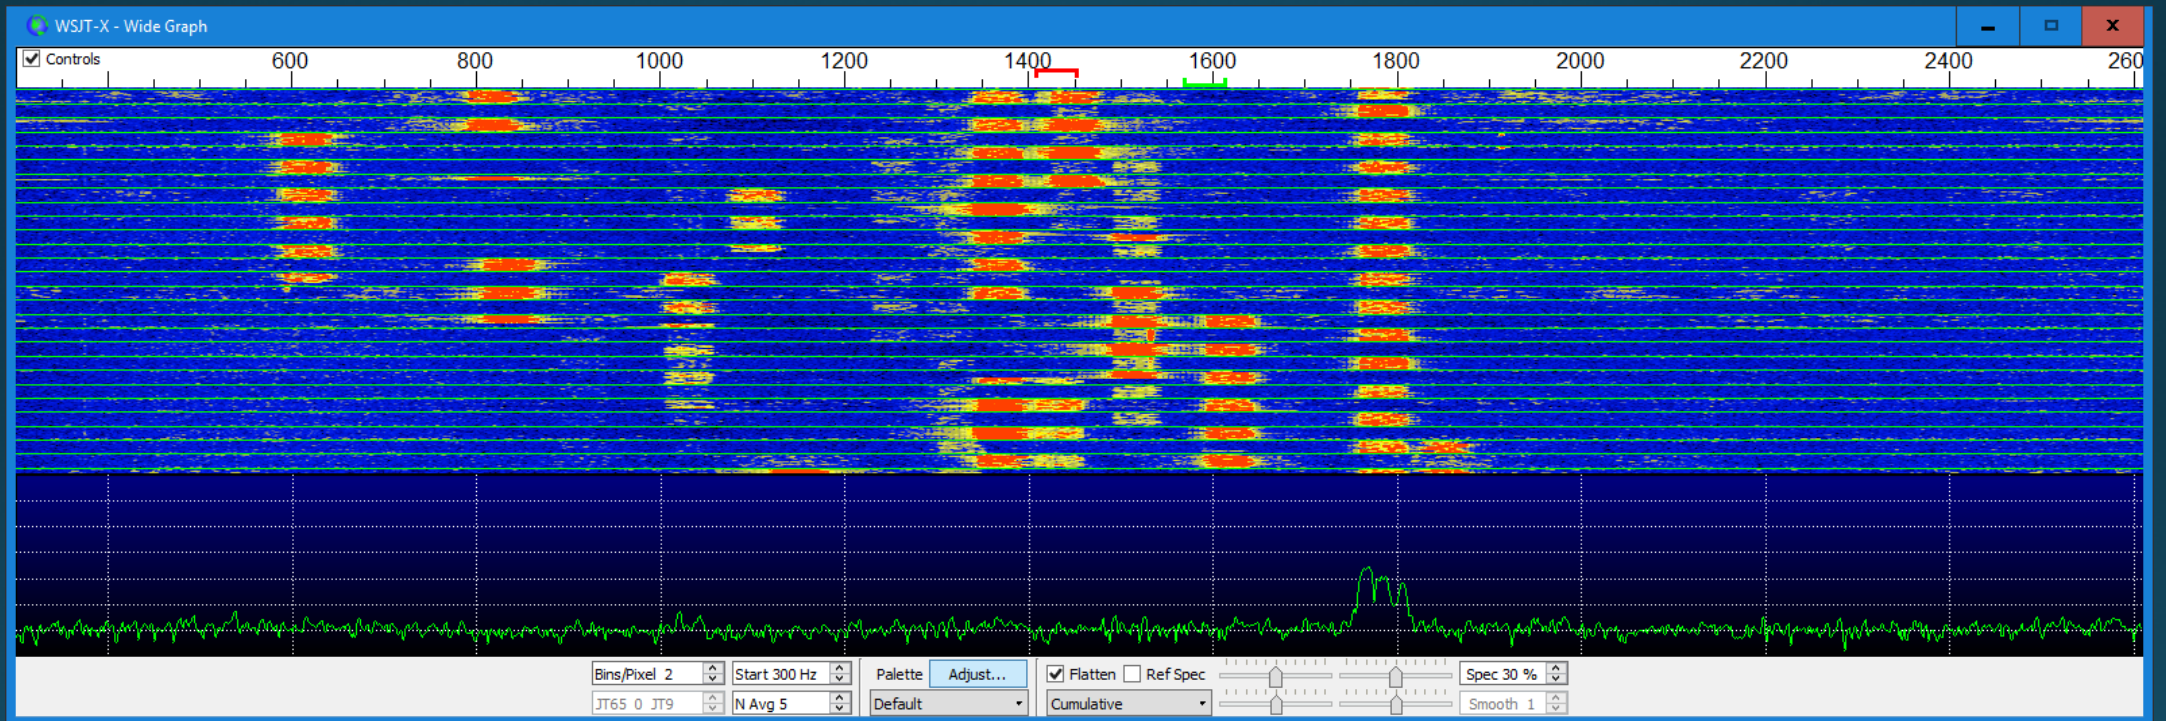 WSJT-X - Wide Graph
Controls 600 800 1000 1200 1400 1600 1800 2000 2200 2400 260
Bins/Pixel 2 Start 300 Hz Palette Adjust... Flatten Ref Spec Spec 30 %
JT65 0 JT9 N Avg 5 Default Cumulative Smooth 1